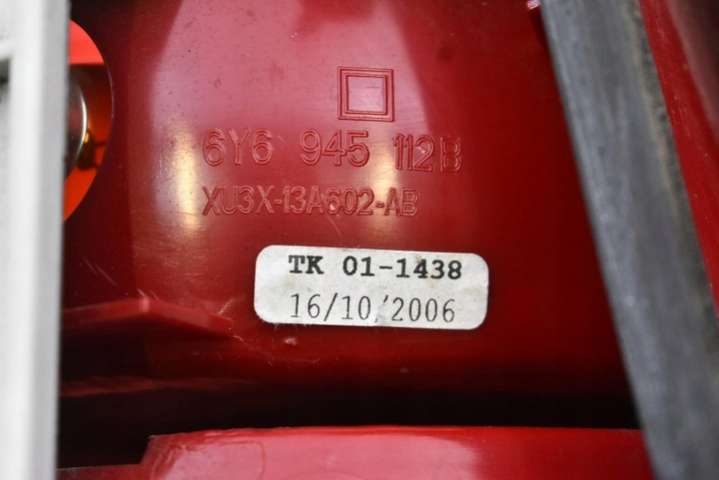 6Y6 945 112B
XU3X-13A602-AB
TK 01-1438
16/10/2006